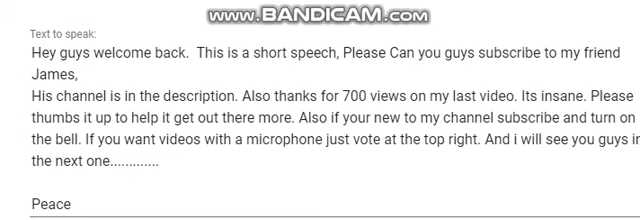 www.BANDICAM.com
Text to speak:
Hey guys welcome back.  This is a short speech, Please Can you guys subscribe to my friend
James,
His channel is in the description. Also thanks for 700 views on my last video. Its insane. Please
thumbs it up to help it get out there more. Also if your new to my channel subscribe and turn on
the bell. If you want videos with a microphone just vote at the top right. And i will see you guys in
the next one.............
Peace